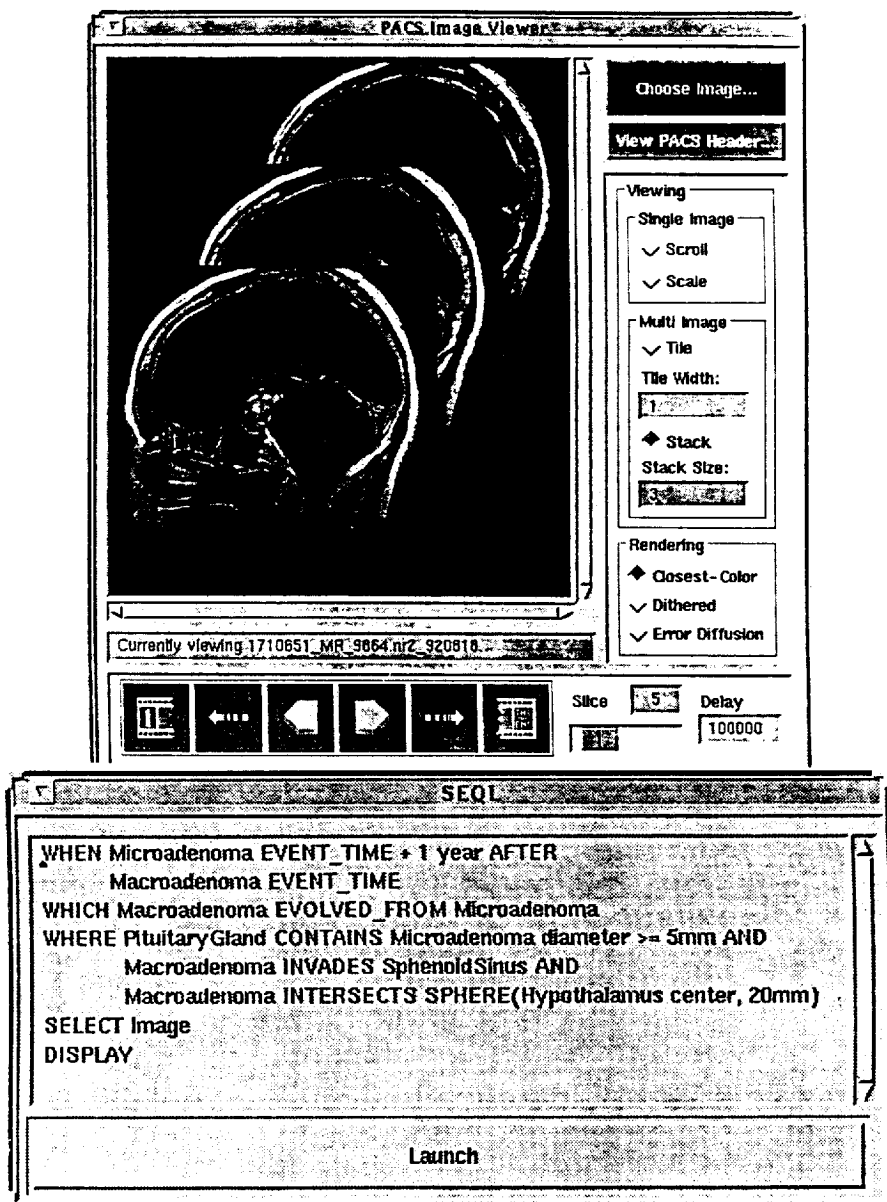 PACS Image Viewer
Choose Image...
View PACS Header...
Viewing
Single Image
Scroll
Scale
Multi Image
Tile
Tile Width:
1
Stack
Stack Size:
3
Rendering
Closest-Color
Dithered
Error Diffusion
Currently viewing
Slice
5
Delay
100000
SEQL
WHEN Microadenoma EVENT_TIME + 1 year AFTER
Macroadenoma EVENT_TIME
WHICH Macroadenoma EVOLVED_FROM Microadenoma
WHERE PituitaryGland CONTAINS Microadenoma diameter >= 5mm AND
Macroadenoma INVADES SphenoidSinus AND
Macroadenoma INTERSECTS SPHERE(Hypothalamus center, 20mm)
SELECT Image
DISPLAY
Launch